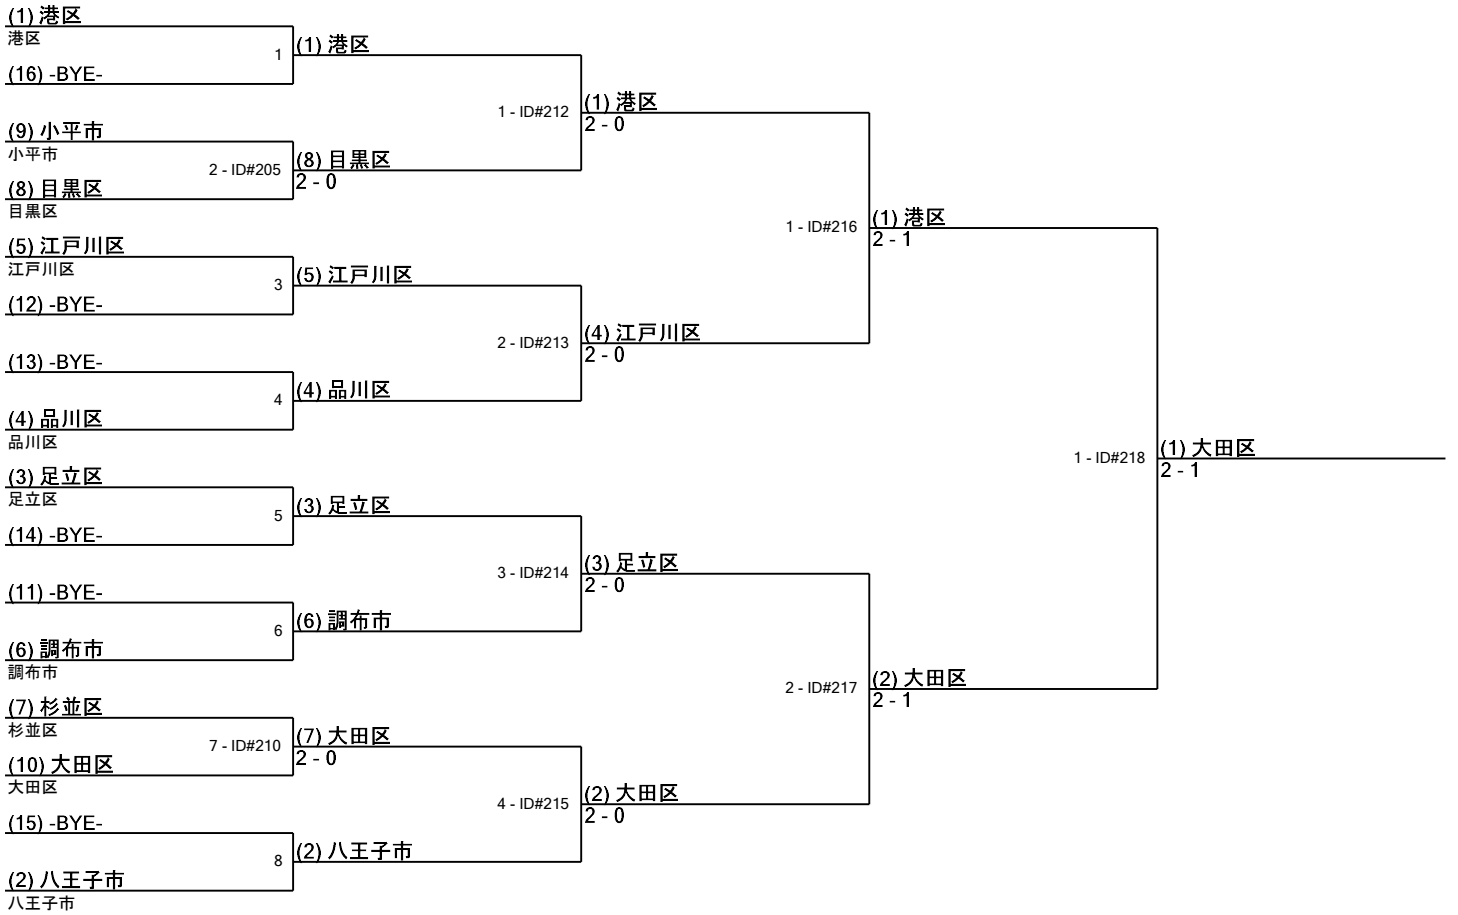 (1) 港区
港区
1
(16) -BYE-
(1) 港区
(9) 小平市
小平市
2 - ID#205
(8) 目黒区
目黒区
(8) 目黒区
2 - 0
1 - ID#212
(1) 港区
2 - 0
(5) 江戸川区
江戸川区
3
(12) -BYE-
(5) 江戸川区
(13) -BYE-
4
(4) 品川区
品川区
(4) 品川区
2 - ID#213
(4) 江戸川区
2 - 0
1 - ID#216
(1) 港区
2 - 1
(3) 足立区
足立区
5
(14) -BYE-
(3) 足立区
(11) -BYE-
6
(6) 調布市
調布市
(6) 調布市
3 - ID#214
(3) 足立区
2 - 0
(7) 杉並区
杉並区
7 - ID#210
(10) 大田区
大田区
(7) 大田区
2 - 0
(15) -BYE-
8
(2) 八王子市
八王子市
(2) 八王子市
4 - ID#215
(2) 大田区
2 - 0
2 - ID#217
(2) 大田区
2 - 1
1 - ID#218
(1) 大田区
2 - 1